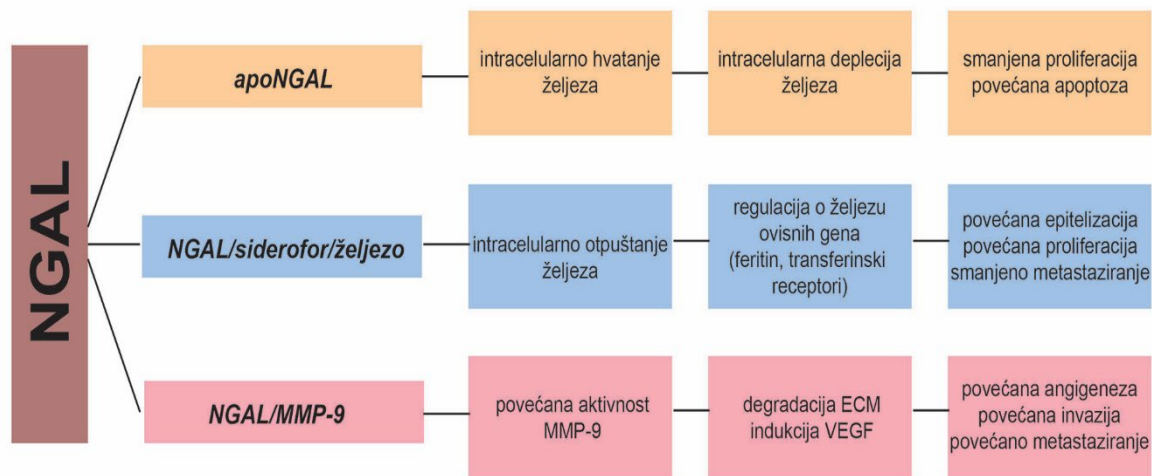 NGAL
apoNGAL
intracelularno hvatanje
željeza
intracelularna deplecija
željeza
smanjena proliferacija
povećana apoptoza
NGAL/siderofor/željezo
intracelularno otpuštanje
željeza
regulacija o željezu
ovisnih gena
(feritin, transferinski
receptori)
povećana epitelizacija
povećana proliferacija
smanjeno metastaziranje
NGAL/MMP-9
povećana aktivnost
MMP-9
degradacija ECM
indukcija VEGF
povećana angigeneza
povećana invazija
povećano metastaziranje